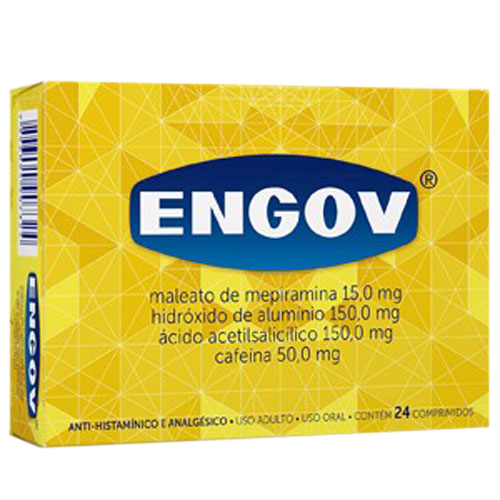 ENGOV®
maleato de mepiramina 15,0 mg
hidróxido de alumínio 150,0 mg
ácido acetilsalicílico 150,0 mg
cafeína 50,0 mg
ANTI-HISTAMÍNICO E ANALGÉSICO • USO ADULTO • USO ORAL • CONTÉM 24 COMPRIMIDOS
ENGOV